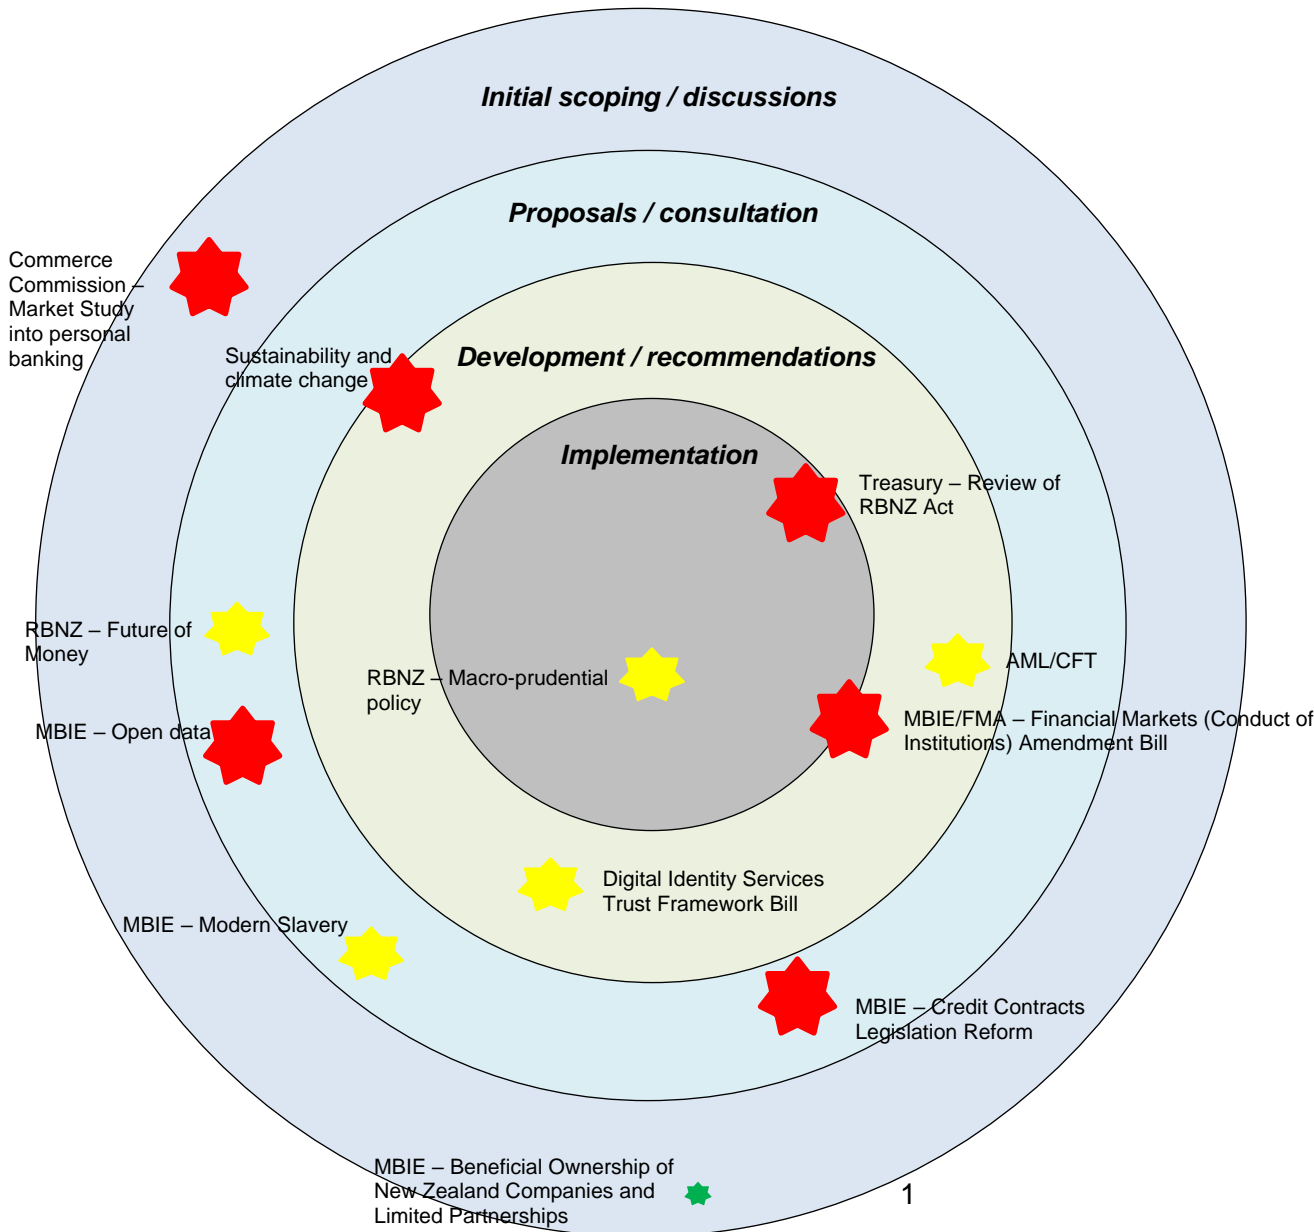 Initial scoping / discussions
Proposals / consultation
Commerce
Commission –
Market Study
into personal
banking
Sustainability and
climate change
Development / recommendations
Implementation
Treasury – Review of
RBNZ Act
RBNZ – Future of
Money
RBNZ – Macro-prudential
policy
AML/CFT
MBIE – Open data
MBIE/FMA – Financial Markets (Conduct of
Institutions) Amendment Bill
Digital Identity Services
Trust Framework Bill
MBIE – Modern Slavery
MBIE – Credit Contracts
Legislation Reform
MBIE – Beneficial Ownership of
New Zealand Companies and
Limited Partnerships
1